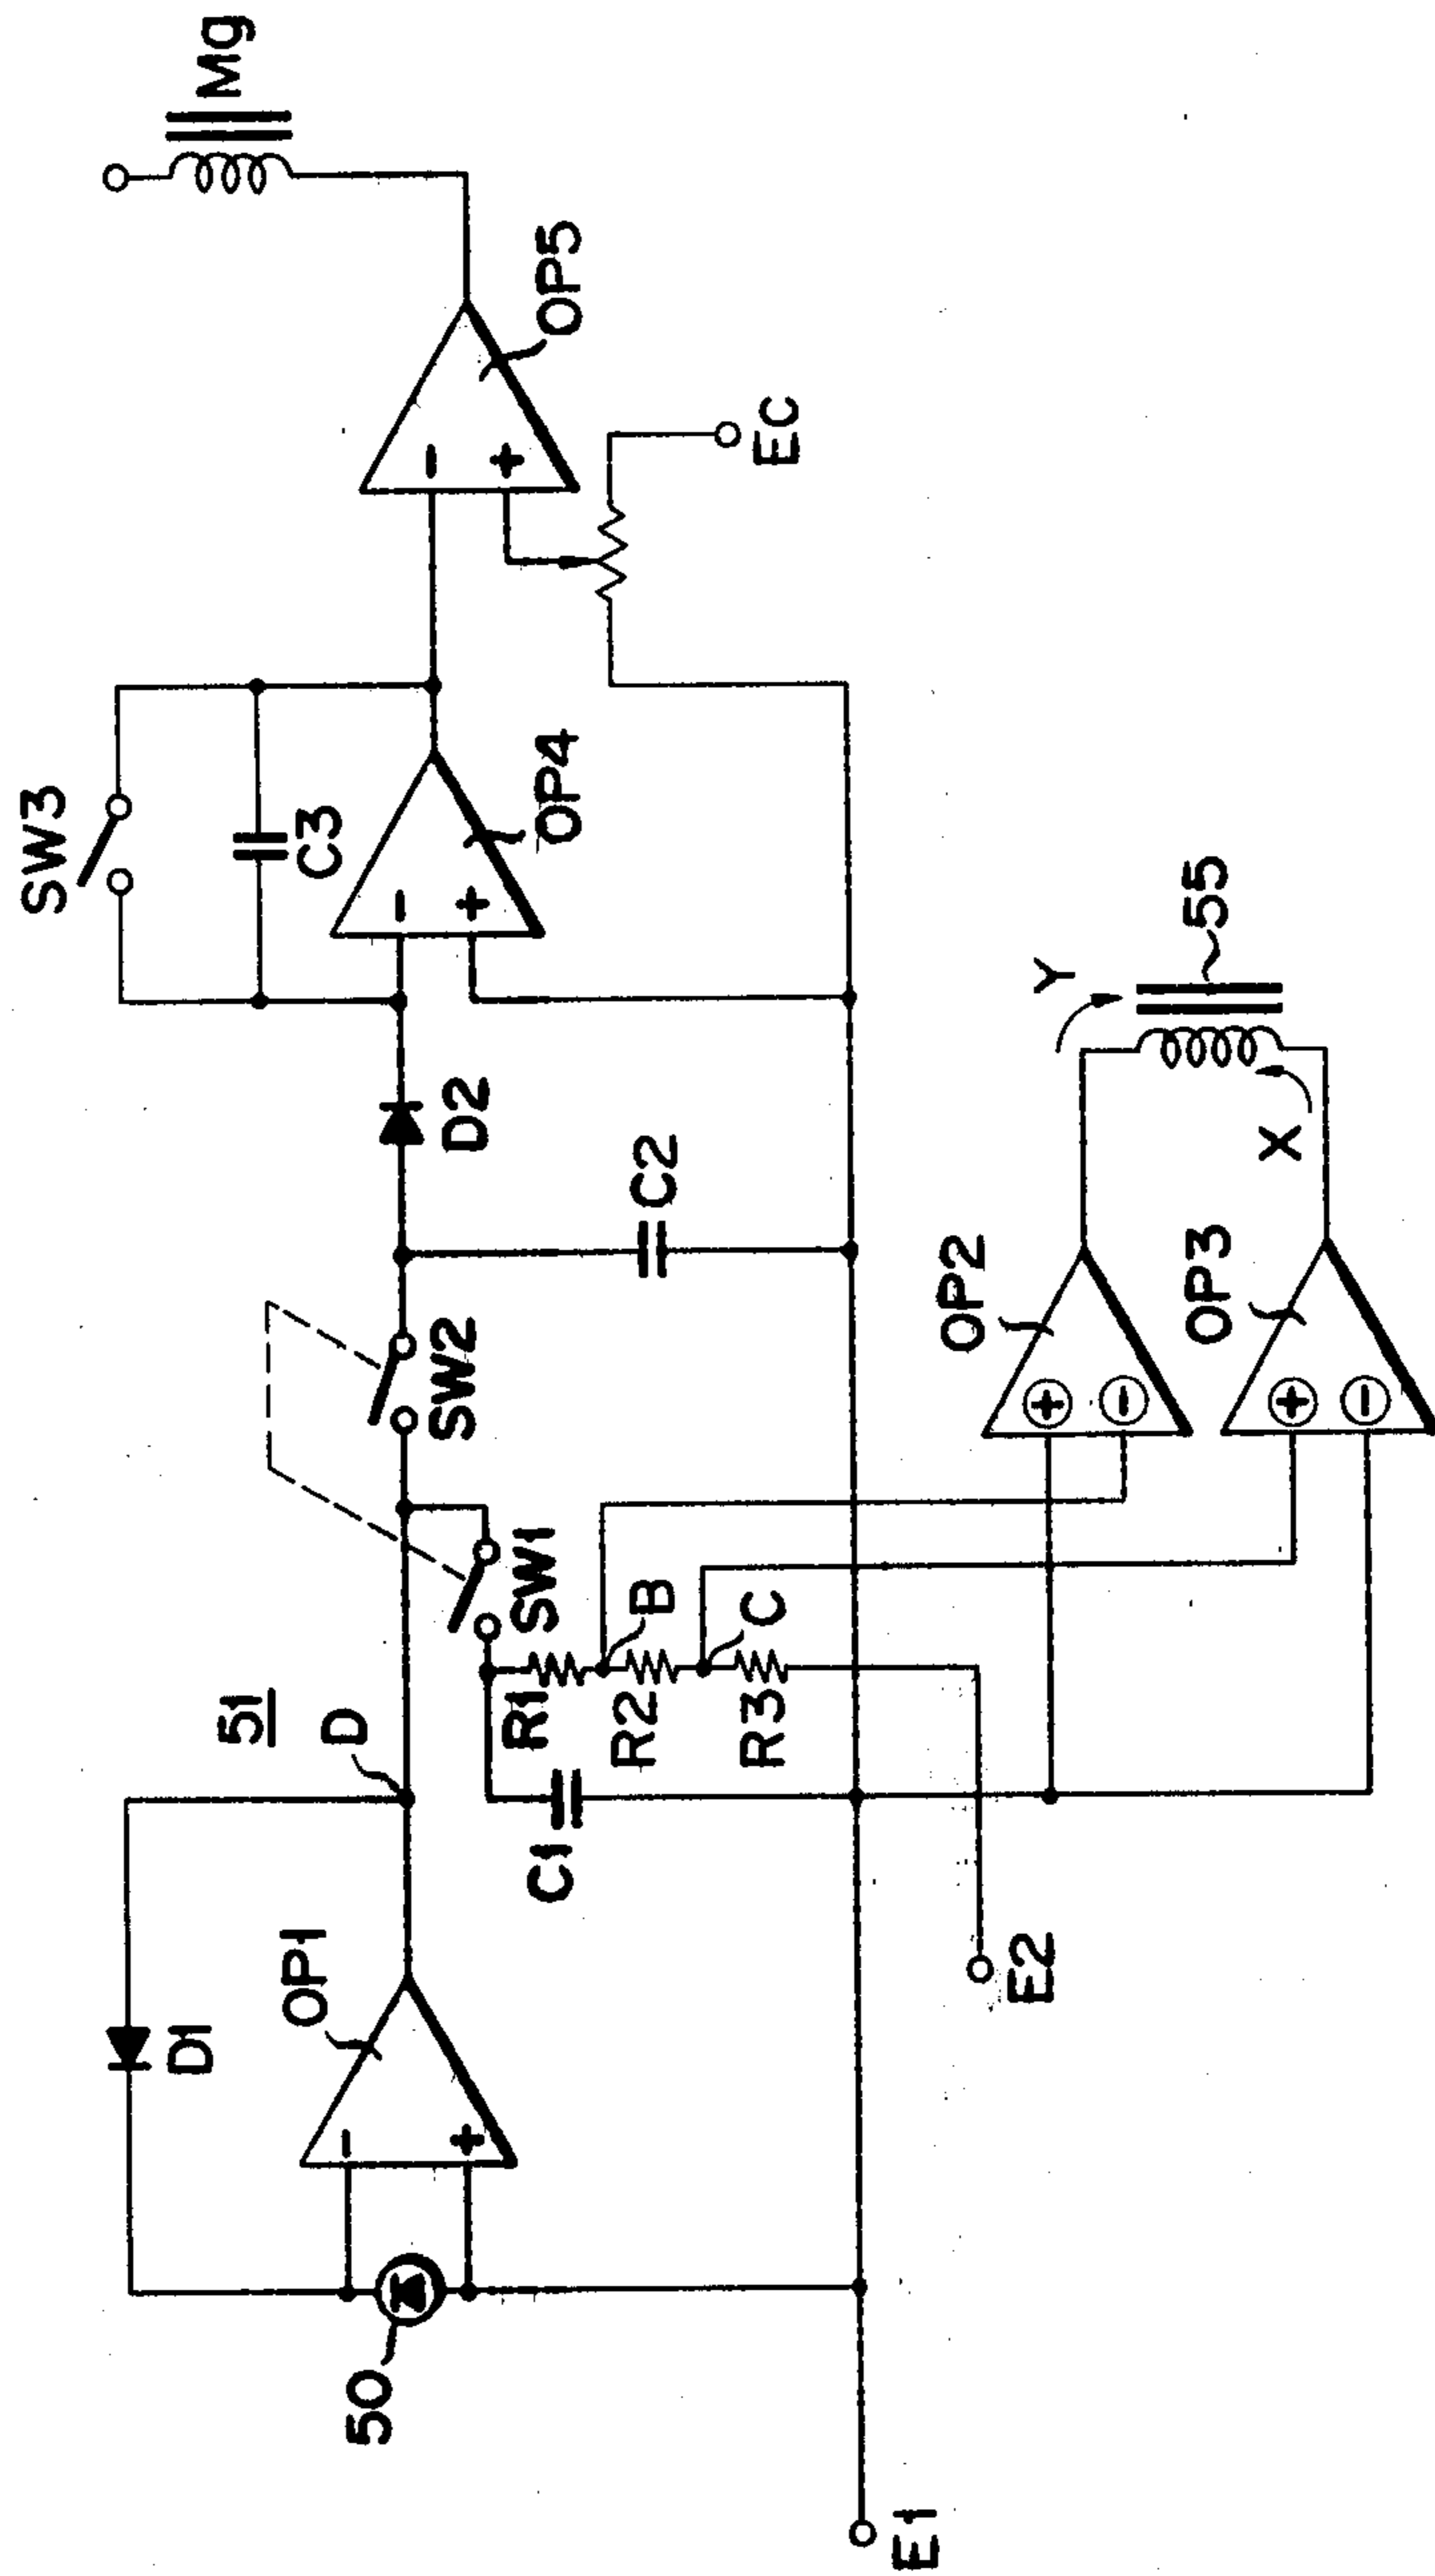 SW3
Mg
C3
OP4
OP5
-
+
-
+
EC
D1
OP1
51
D
SW2
D2
-
+
50
SW1
C1
R1
B
R2
C
R3
C2
OP2
+
-
Y
55
X
OP3
+
-
E1
E2